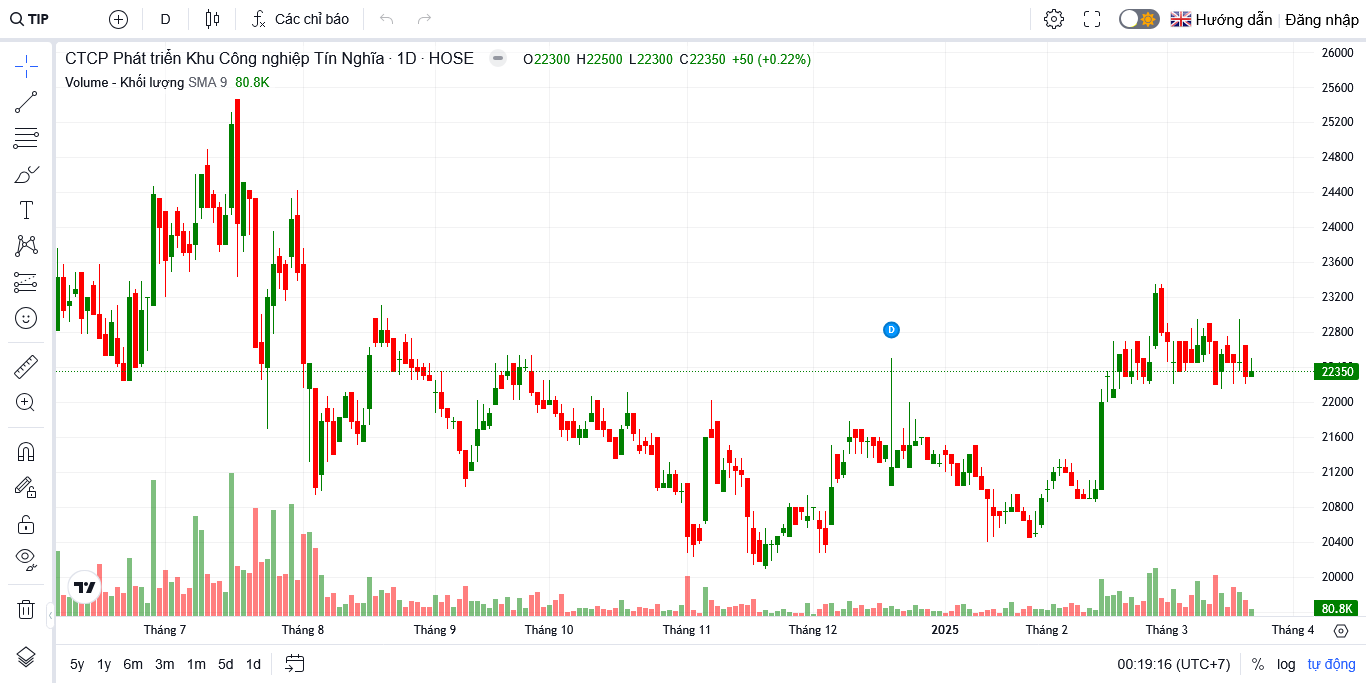 TIP
D
Các chỉ báo
Hướng dẫn
Đăng nhập
CTCP Phát triển Khu Công nghiệp Tín Nghĩa · 1D · HOSE
O22300 H22500 L22300 C22350 +50 (+0.22%)
Volume - Khối lượng SMA 9 80.8K
26000
25600
25200
24800
24400
24000
23600
23200
22800
22350
22000
21600
21200
20800
20400
20000
80.8K
D
Tháng 7
Tháng 8
Tháng 9
Tháng 10
Tháng 11
Tháng 12
2025
Tháng 2
Tháng 3
Tháng 4
5y 1y 6m 3m 1m 5d 1d
00:19:16 (UTC+7)
% log tự động